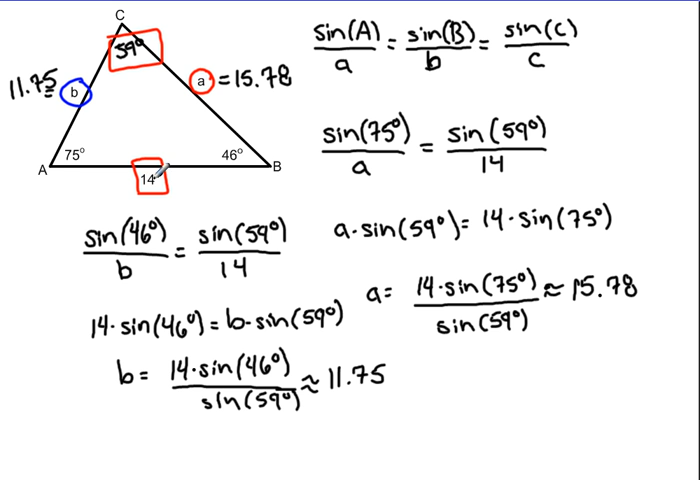 C
59°
11.75
b
a = 15.78
A
75°
46°
B
14
sin(A)/a = sin(B)/b = sin(C)/c
sin(75°)/a = sin(59°)/14
a·sin(59°) = 14·sin(75°)
a = 14·sin(75°)/sin(59°) ≈ 15.78
sin(46°)/b = sin(59°)/14
14·sin(46°) = b·sin(59°)
b = 14·sin(46°)/sin(59°) ≈ 11.75